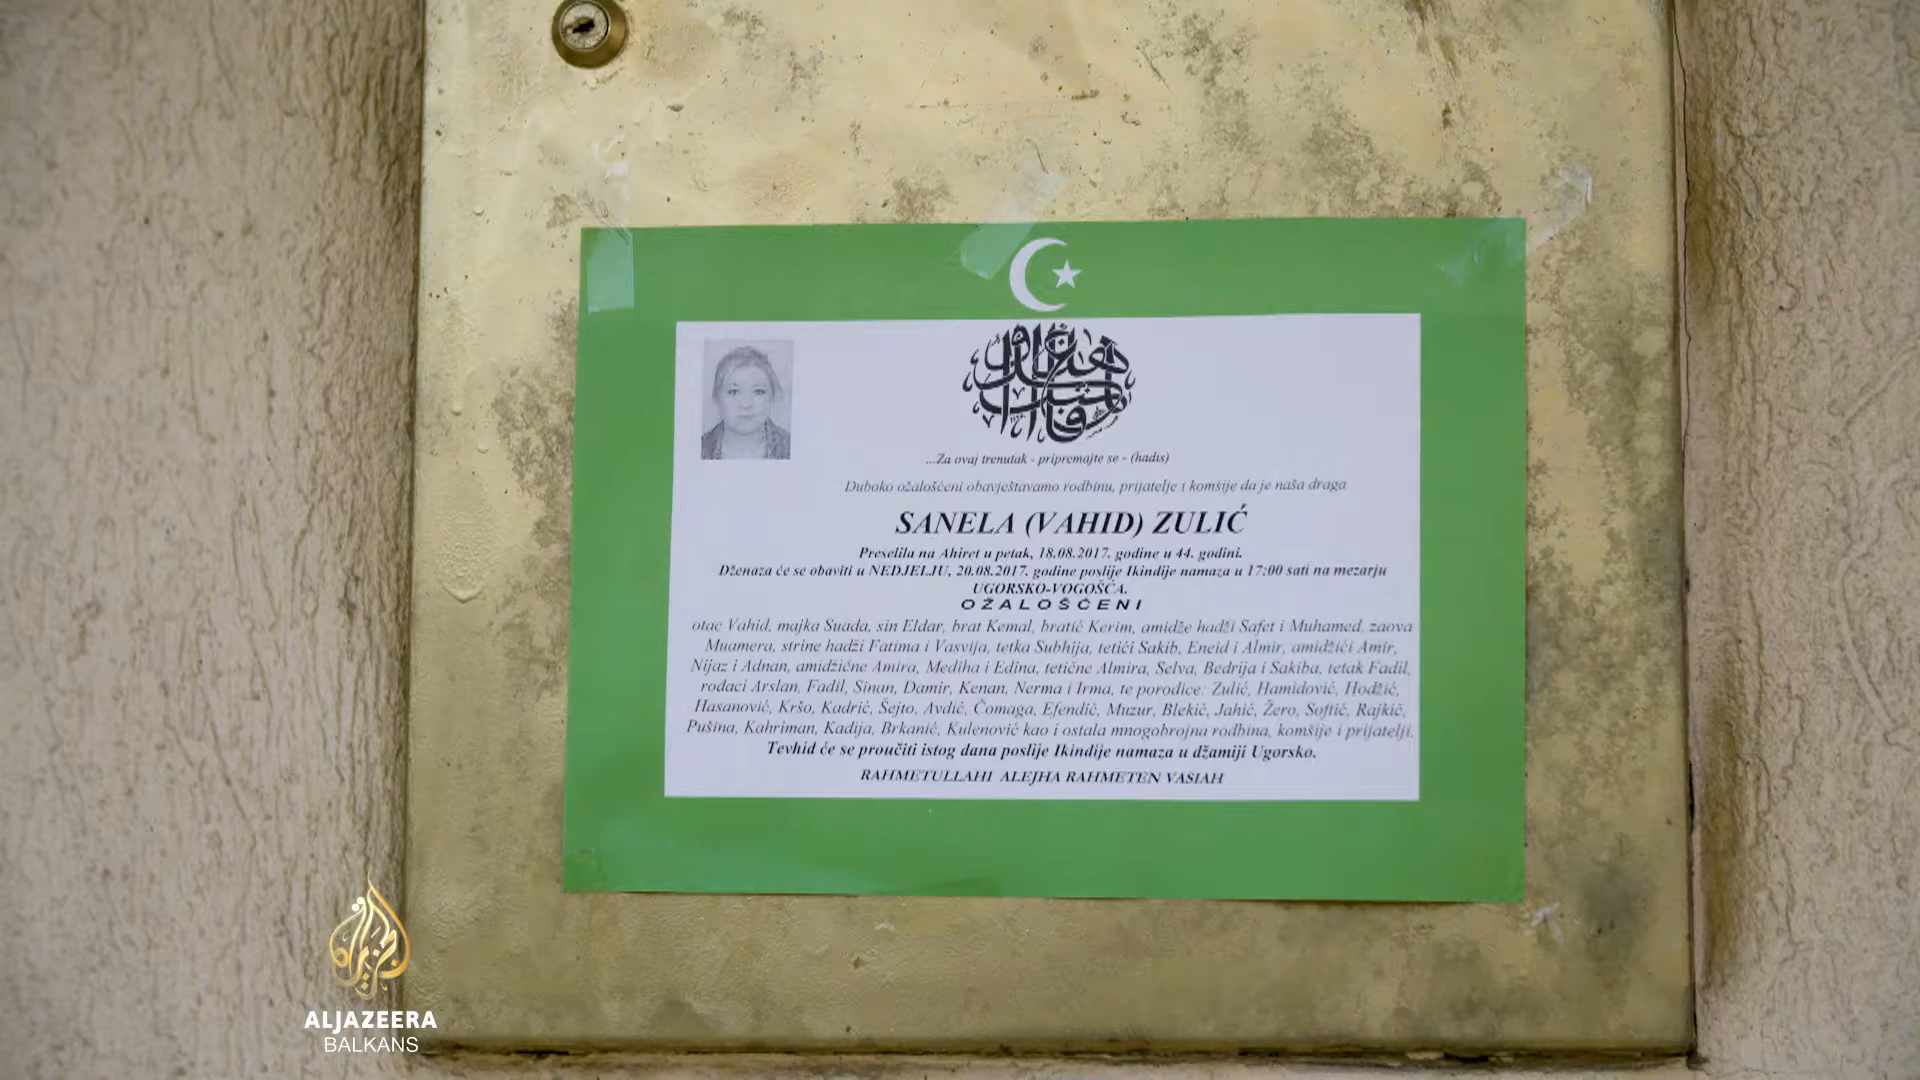 ...Za ovaj trenutak - pripremajte se - (hadis)
Duboko ožalošćeni obavještavamo rodbinu, prijatelje i komšije da je naša draga
SANELA (VAHID) ZULIĆ
Preselila na Ahiret u petak, 18.08.2017. godine u 44. godini.
Dženaza će se obaviti u NEDJELJU, 20.08.2017. godine poslije Ikindije namaza u 17:00 sati na mezarju
UGORSKO-VOGOŠĆA.
OŽALOŠĆENI
otac Vahid, majka Suada, sin Eldar, brat Kemal, bratić Kerim, amidže hadži Safet i Muhamed, zaova
Muamera, strine hadži Fatima i Vasvija, tetka Subhija, tetići Sakib, Eneid i Almir, amidžići Amir,
Nijaz i Adnan, amidzićne Amira, Mediha i Edina, tetične Almira, Selva, Bedrija i Sakiba, tetak Fadil,
rođaci Arslan, Fadil, Sinan, Damir, Kenan, Nerma i Irma, te porodice: Zulić, Hamidović, Hodžić,
Hasanović, Kršo, Kadrić, Šejto, Avdić, Čomaga, Efendić, Muzur, Blekić, Jahić, Žero, Softić, Rajkić,
Pušina, Kahriman, Kadija, Brkanić, Kulenović kao i ostala mnogobrojna rodbina, komšije i prijatelji.
Tevhid će se proučiti istog dana poslije Ikindije namaza u džamiji Ugorsko.
RAHMETULLAHI ALEJHA RAHMETEN VASIAH
ALJAZEERA
BALKANS